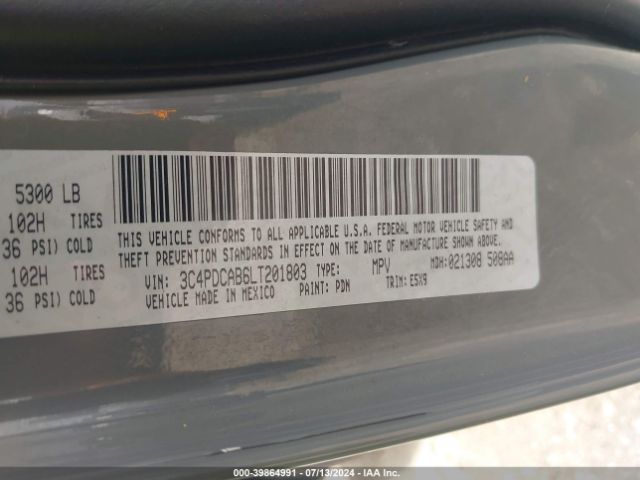 5300 LB
102H TIRES
36 PSI) COLD
102H TIRES
36 PSI) COLD
THIS VEHICLE CONFORMS TO ALL APPLICABLE U.S.A. FEDERAL MOTOR VEHICLE SAFETY AND
THEFT PREVENTION STANDARDS IN EFFECT ON THE DATE OF MANUFACTURE SHOWN ABOVE.
VIN: 3C4PDCAB6LT201803 TYPE: MPV MDH:021308 508AA
VEHICLE MADE IN MEXICO PAINT: PDN TRIM: E5X9
000-39864991 - 07/13/2024 - IAA Inc.